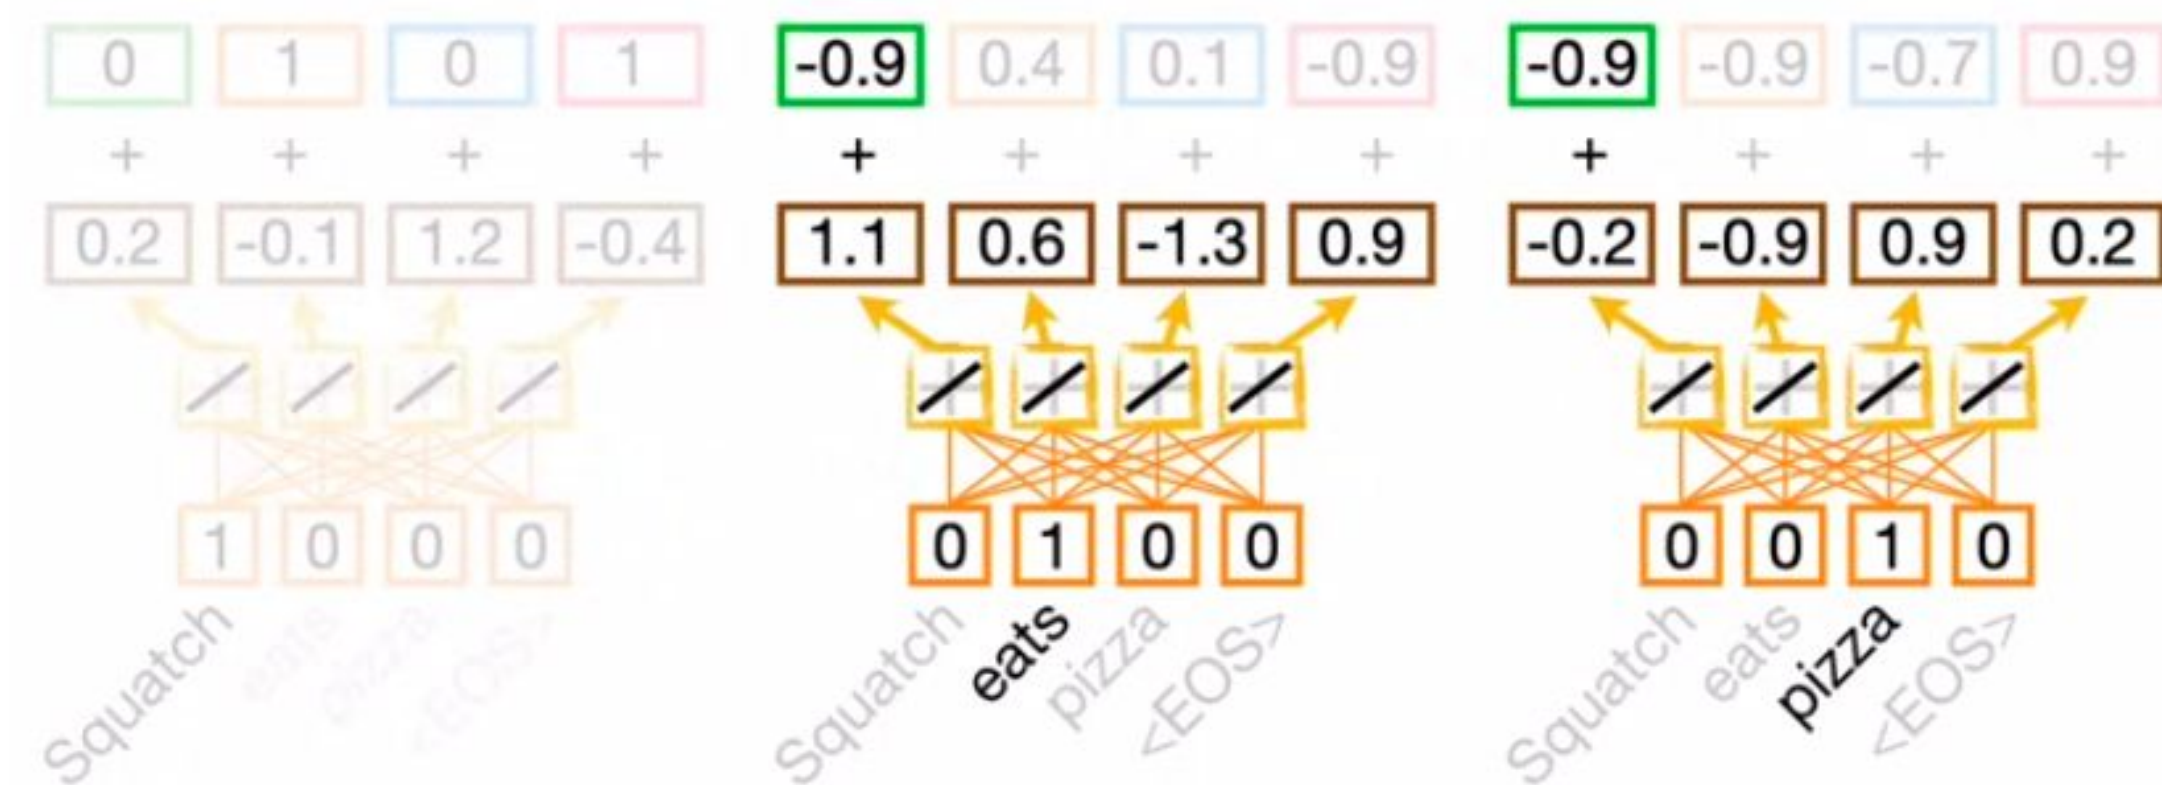 0 1 0 1 -0.9 0.4 0.1 -0.9 -0.9 -0.9 -0.7 0.9
+ + + + + + + + + + + +
0.2 -0.1 1.2 -0.4 1.1 0.6 -1.3 0.9 -0.2 -0.9 0.9 0.2
1 0 0 0 0 1 0 0 0 0 1 0
Squatch eats pizza <EOS> Squatch eats pizza <EOS> Squatch eats pizza <EOS>